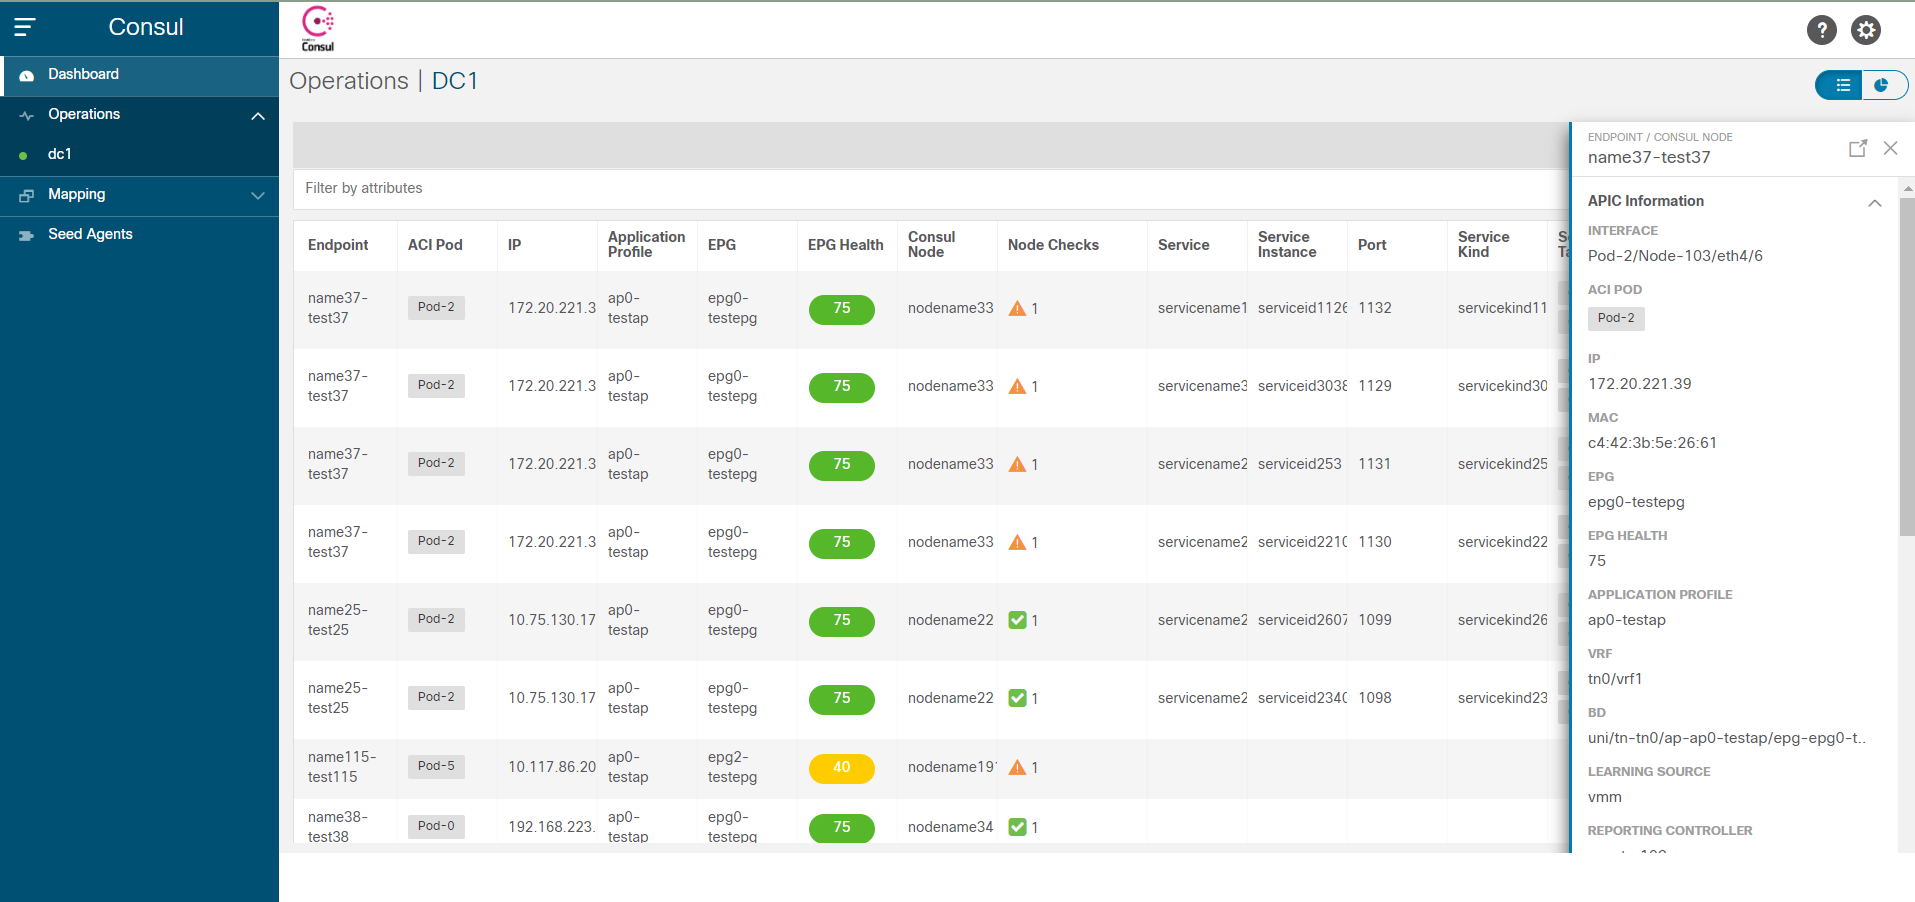 Consul
Dashboard
Operations
dc1
Mapping
Seed Agents
Consul
Operations | DC1
Filter by attributes
Endpoint ACI Pod IP Application Profile EPG EPG Health Consul Node Node Checks Service Service Instance Port Service Kind
name37-test37 Pod-2 172.20.221.3 ap0-testap epg0-testepg 75 nodename33 1 servicename1 serviceid1126 1132 servicekind11
name37-test37 Pod-2 172.20.221.3 ap0-testap epg0-testepg 75 nodename33 1 servicename3 serviceid3038 1129 servicekind30
name37-test37 Pod-2 172.20.221.3 ap0-testap epg0-testepg 75 nodename33 1 servicename2 serviceid253 1131 servicekind25
name37-test37 Pod-2 172.20.221.3 ap0-testap epg0-testepg 75 nodename33 1 servicename2 serviceid2210 1130 servicekind22
name25-test25 Pod-2 10.75.130.17 ap0-testap epg0-testepg 75 nodename22 1 servicename2 serviceid2607 1099 servicekind26
name25-test25 Pod-2 10.75.130.17 ap0-testap epg0-testepg 75 nodename22 1 servicename2 serviceid2340 1098 servicekind23
name115-test115 Pod-5 10.117.86.20 ap0-testap epg2-testepg 40 nodename191 1
name38-test38 Pod-0 192.168.223. ap0-testap epg0-testepg 75 nodename34 1
ENDPOINT / CONSUL NODE
name37-test37
APIC Information
INTERFACE
Pod-2/Node-103/eth4/6
ACI POD
Pod-2
IP
172.20.221.39
MAC
c4:42:3b:5e:26:61
EPG
epg0-testepg
EPG HEALTH
75
APPLICATION PROFILE
ap0-testap
VRF
tn0/vrf1
BD
uni/tn-tn0/ap-ap0-testap/epg-epg0-t..
LEARNING SOURCE
vmm
REPORTING CONTROLLER